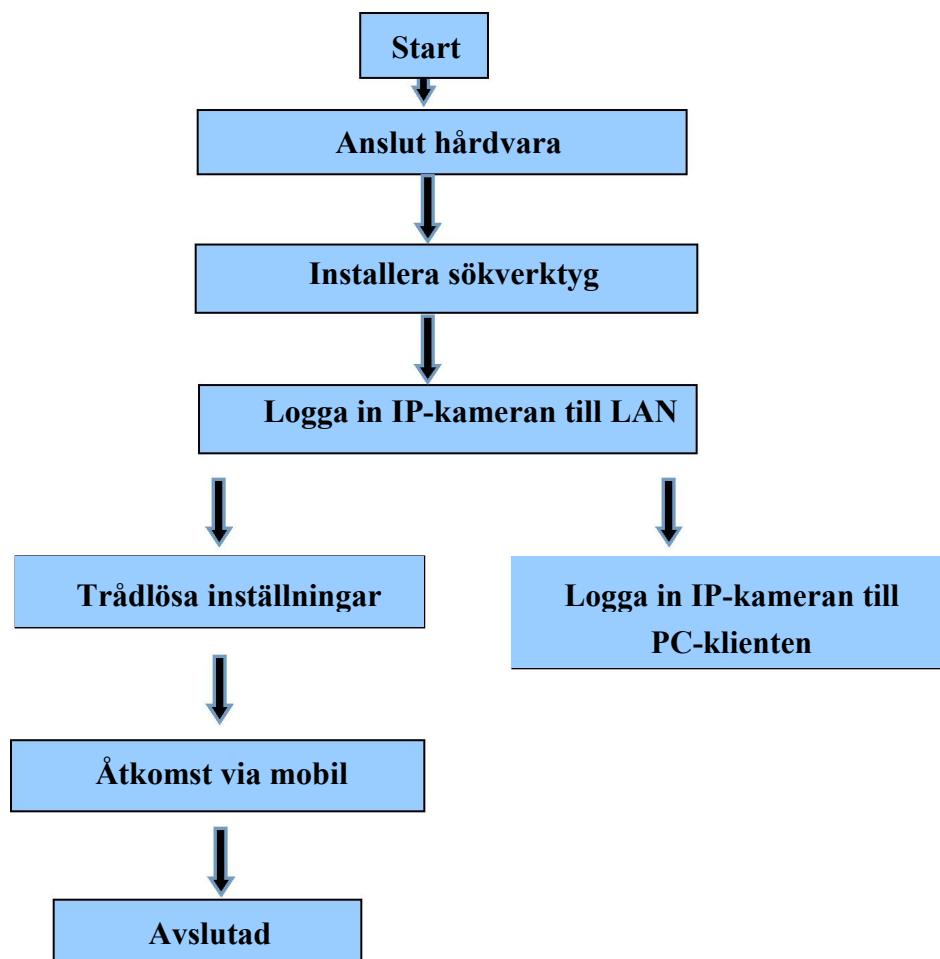 Start
Anslut hårdvara
Installera sökverktyg
Logga in IP-kameran till LAN
Trådlösa inställningar
Logga in IP-kameran till
PC-klienten
Åtkomst via mobil
Avslutad